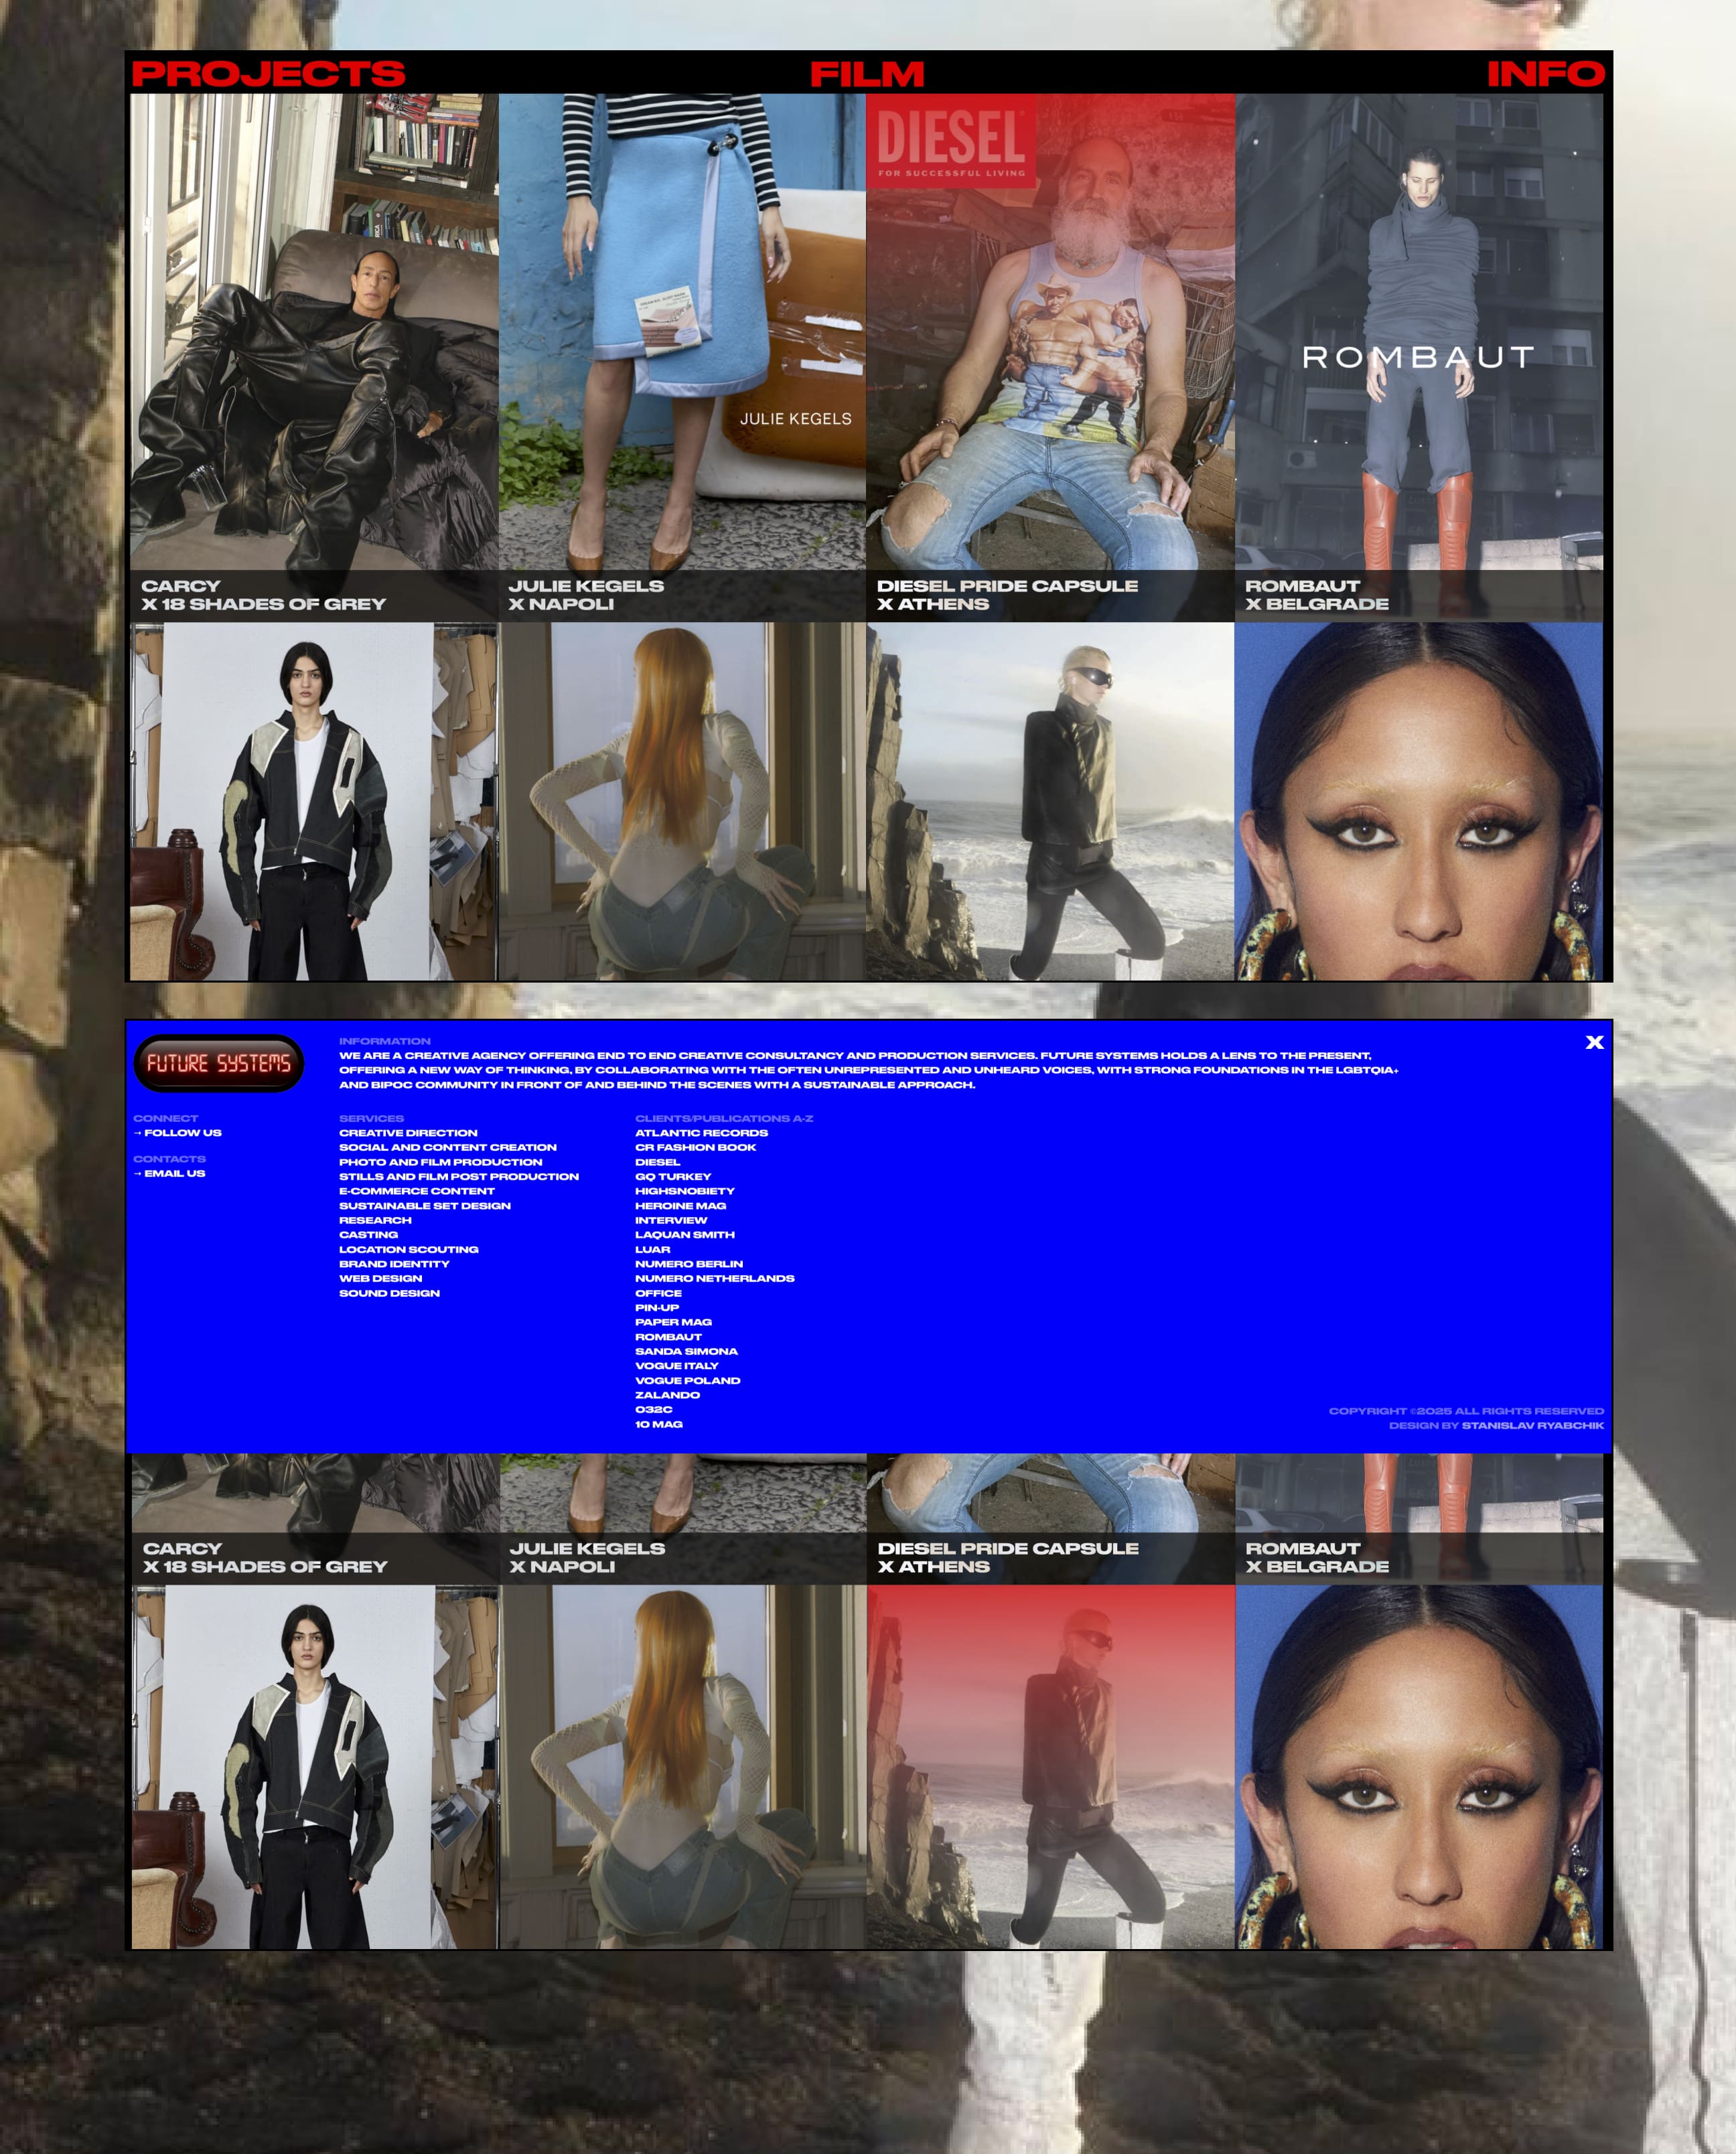 PROJECTS
FILM
INFO
DIESEL
FOR SUCCESSFUL LIVING
ROMBAUT
JULIE KEGELS
CARCY
X 18 SHADES OF GREY
JULIE KEGELS
X NAPOLI
DIESEL PRIDE CAPSULE
X ATHENS
ROMBAUT
X BELGRADE
FUTURE SYSTEMS
INFORMATION
WE ARE A CREATIVE AGENCY OFFERING END TO END CREATIVE CONSULTANCY AND PRODUCTION SERVICES. FUTURE SYSTEMS HOLDS A LENS TO THE PRESENT,
OFFERING A NEW WAY OF THINKING, BY COLLABORATING WITH THE OFTEN UNREPRESENTED AND UNHEARD VOICES, WITH STRONG FOUNDATIONS IN THE LGBTQIA+
AND BIPOC COMMUNITY IN FRONT OF AND BEHIND THE SCENES WITH A SUSTAINABLE APPROACH.
X
CONNECT
→ FOLLOW US
CONTACTS
→ EMAIL US
SERVICES
CREATIVE DIRECTION
SOCIAL AND CONTENT CREATION
PHOTO AND FILM PRODUCTION
STILLS AND FILM POST PRODUCTION
E-COMMERCE CONTENT
SUSTAINABLE SET DESIGN
RESEARCH
CASTING
LOCATION SCOUTING
BRAND IDENTITY
WEB DESIGN
SOUND DESIGN
CLIENTS/PUBLICATIONS A-Z
ATLANTIC RECORDS
CR FASHION BOOK
DIESEL
GQ TURKEY
HIGHSNOBIETY
HEROINE MAG
INTERVIEW
LAQUAN SMITH
LUAR
NUMERO BERLIN
NUMERO NETHERLANDS
OFFICE
PIN-UP
PAPER MAG
ROMBAUT
SANDA SIMONA
VOGUE ITALY
VOGUE POLAND
ZALANDO
032C
10 MAG
COPYRIGHT ©2025 ALL RIGHTS RESERVED
DESIGN BY STANISLAV RYABCHIK
CARCY
X 18 SHADES OF GREY
JULIE KEGELS
X NAPOLI
DIESEL PRIDE CAPSULE
X ATHENS
ROMBAUT
X BELGRADE